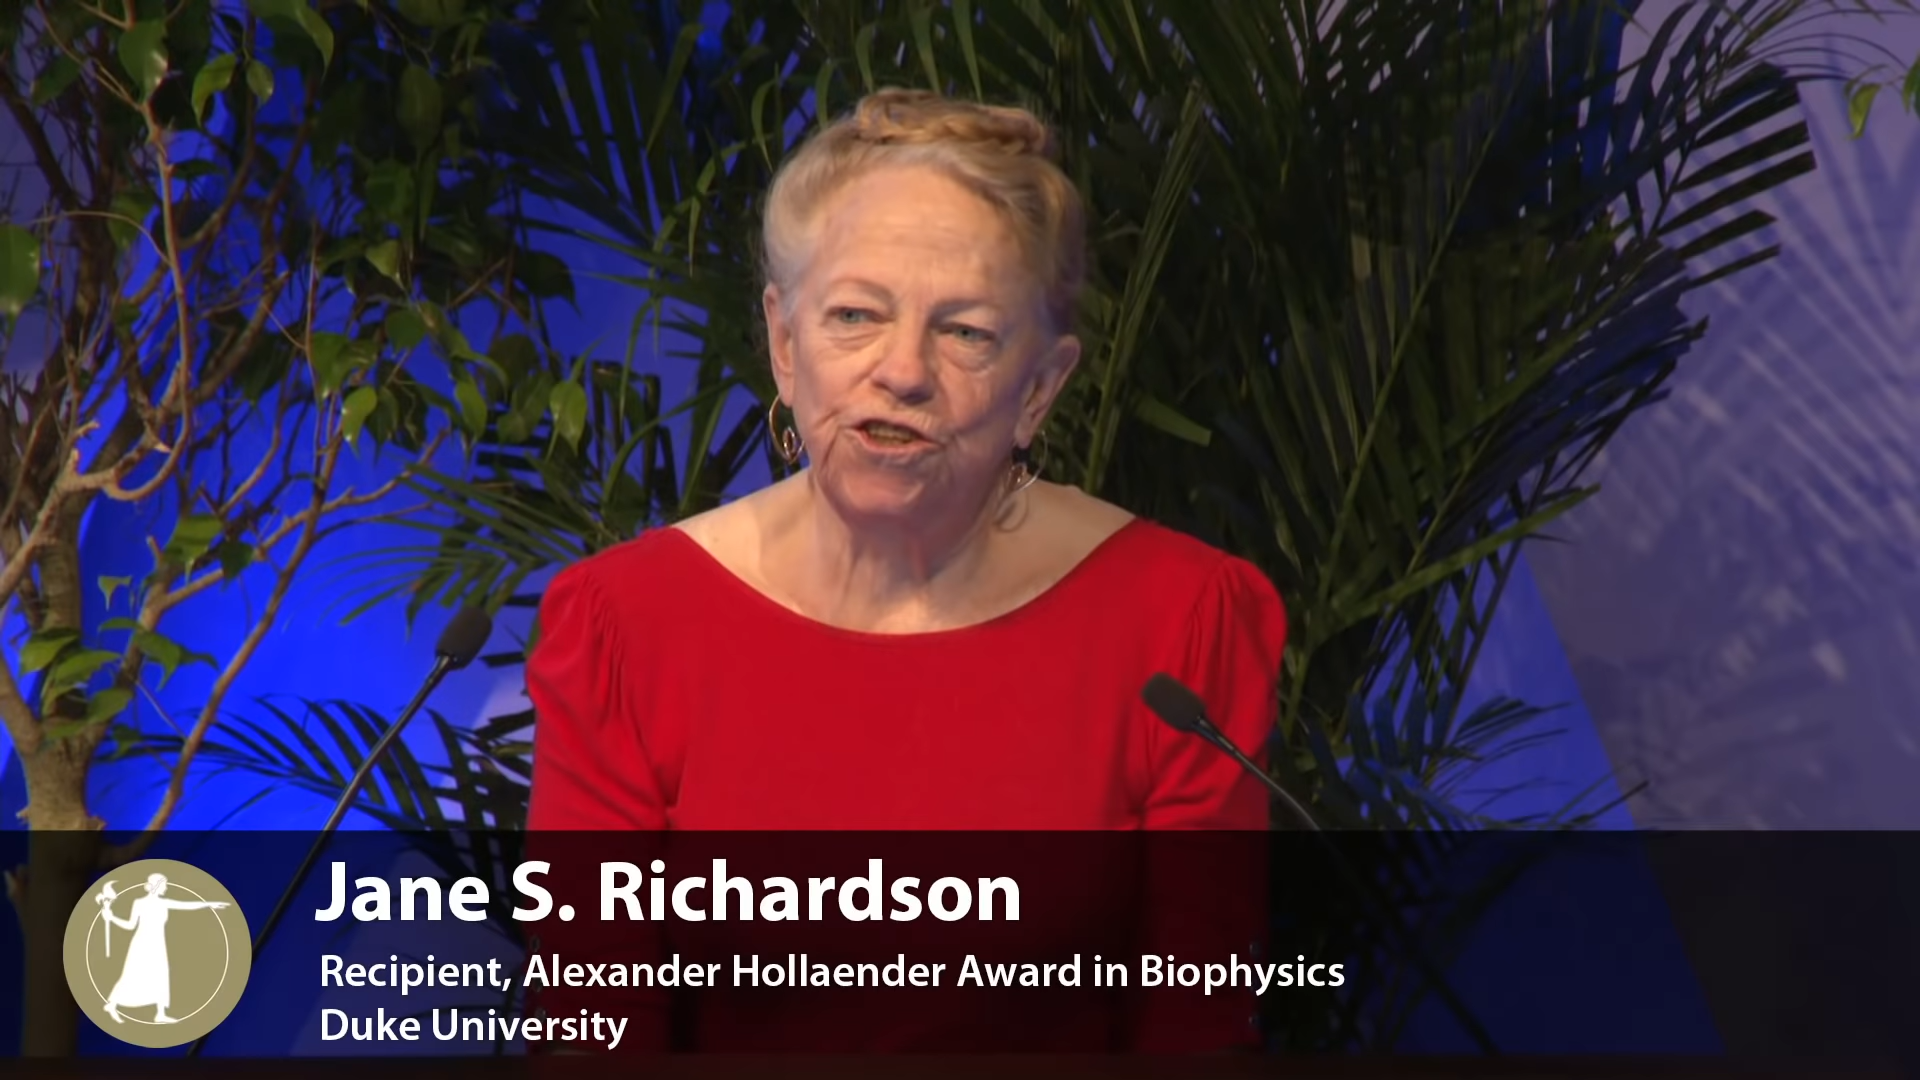 Jane S. Richardson
Recipient, Alexander Hollaender Award in Biophysics
Duke University